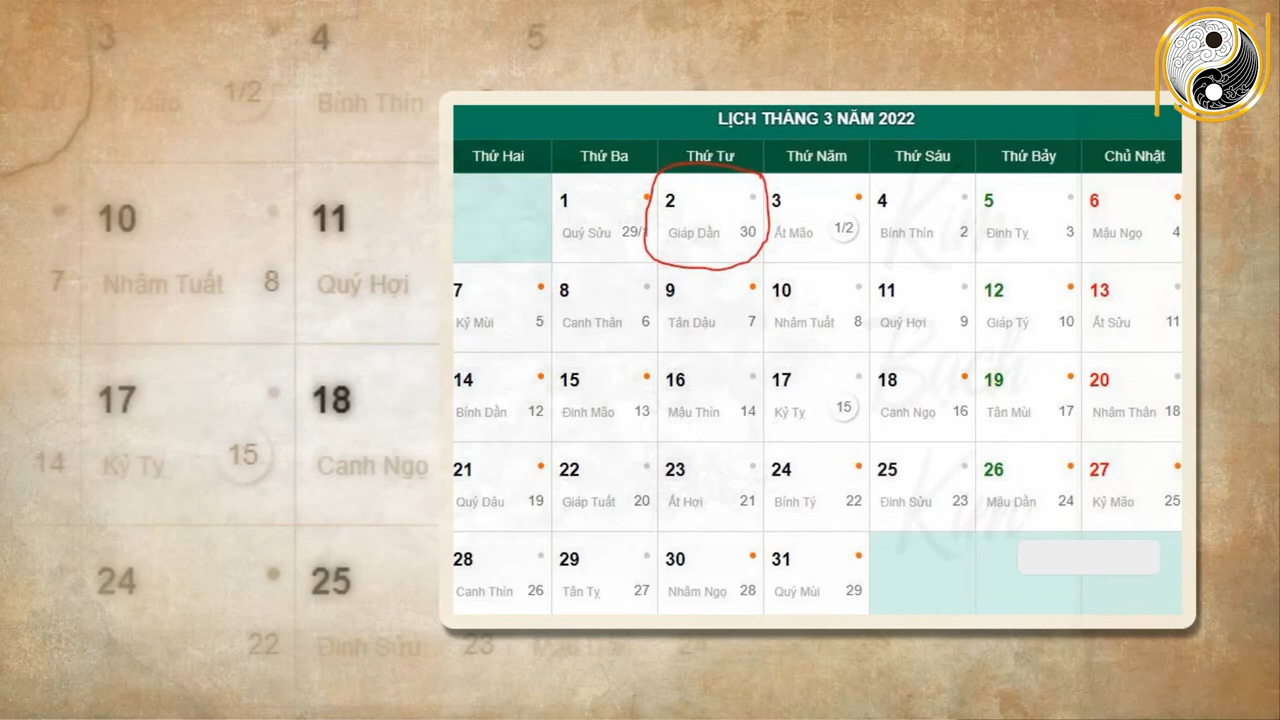 3 4 5
Ất Mão 1/2 Bính Thìn
10 11
7 Nhâm Tuất 8 Quý Hợi
17 18
14 Kỷ Tỵ 15 Canh Ngọ
24 25
22 Đinh Sửu 23
LỊCH THÁNG 3 NĂM 2022
Thứ Hai Thứ Ba Thứ Tư Thứ Năm Thứ Sáu Thứ Bảy Chủ Nhật
1 2 3 4 5 6
Quý Sửu 29/1 Giáp Dần 30 Ất Mão 1/2 Bính Thìn 2 Đinh Tỵ 3 Mậu Ngọ 4
7 8 9 10 11 12 13
Kỷ Mùi 5 Canh Thân 6 Tân Dậu 7 Nhâm Tuất 8 Quý Hợi 9 Giáp Tý 10 Ất Sửu 11
14 15 16 17 18 19 20
Bính Dần 12 Đinh Mão 13 Mậu Thìn 14 Kỷ Tỵ 15 Canh Ngọ 16 Tân Mùi 17 Nhâm Thân 18
21 22 23 24 25 26 27
Quý Dậu 19 Giáp Tuất 20 Ất Hợi 21 Bính Tý 22 Đinh Sửu 23 Mậu Dần 24 Kỷ Mão 25
28 29 30 31
Canh Thìn 26 Tân Tỵ 27 Nhâm Ngọ 28 Quý Mùi 29
Kim
Bạch
Kim